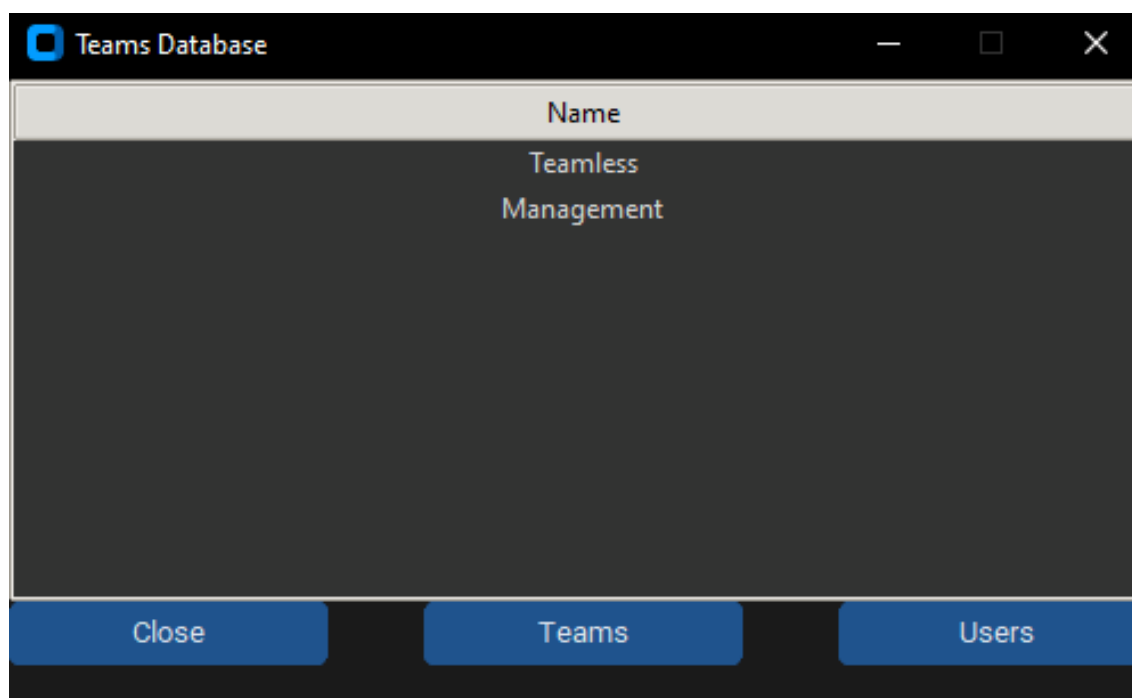 Teams Database
Name
Teamless
Management
Close Teams Users